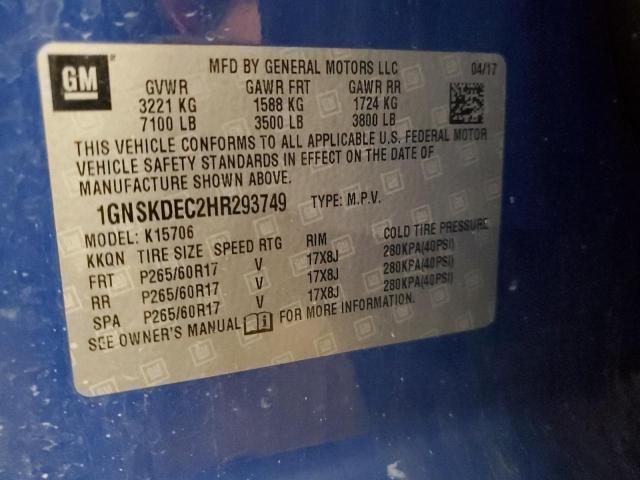 GM
MFD BY GENERAL MOTORS LLC 04/17
GVWR GAWR FRT GAWR RR
3221 KG 1588 KG 1724 KG
7100 LB 3500 LB 3800 LB
THIS VEHICLE CONFORMS TO ALL APPLICABLE U.S. FEDERAL MOTOR
VEHICLE SAFETY STANDARDS IN EFFECT ON THE DATE OF
MANUFACTURE SHOWN ABOVE.
1GNSKDEC2HR293749 TYPE: M.P.V.
MODEL: K15706
KKQN TIRE SIZE SPEED RTG RIM COLD TIRE PRESSURE
FRT P265/60R17 V 17X8J 280KPA(40PSI)
RR P265/60R17 V 17X8J 280KPA(40PSI)
SPA P265/60R17 V 17X8J 280KPA(40PSI)
SEE OWNER'S MANUAL FOR MORE INFORMATION.